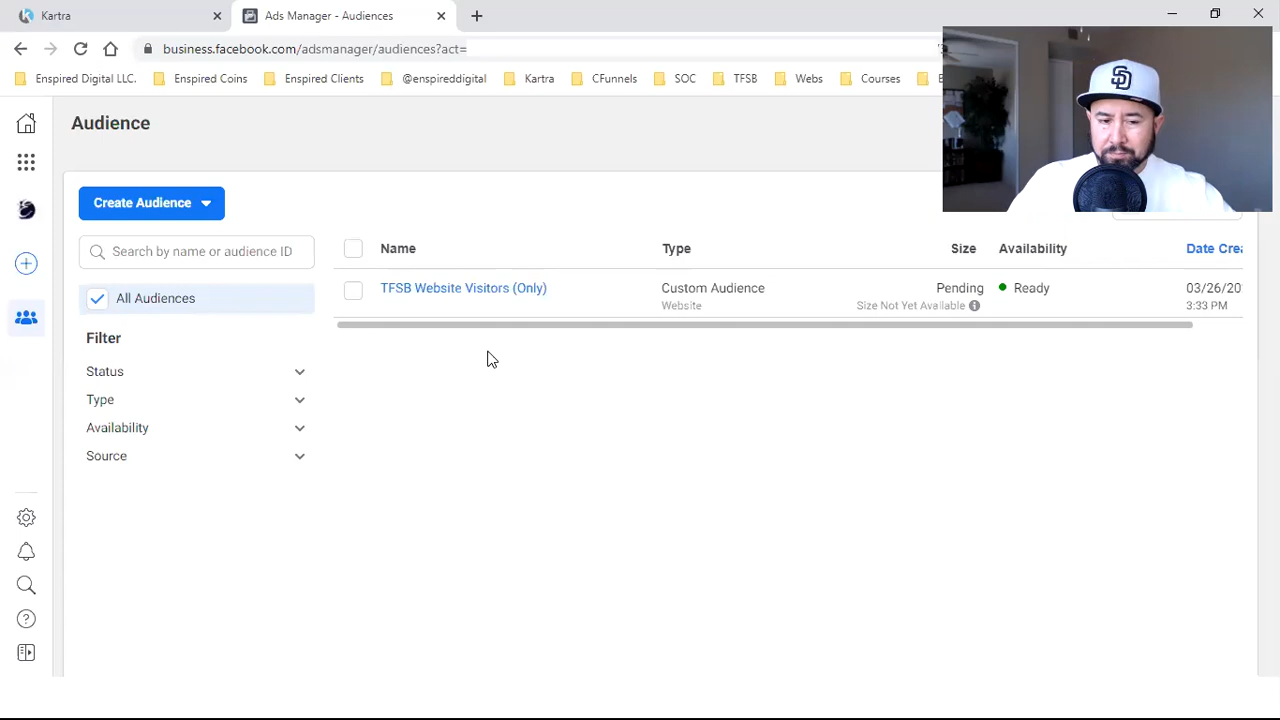 Kartra
Ads Manager - Audiences
business.facebook.com/adsmanager/audiences?act=
Enspired Digital LLC.
Enspired Coins
Enspired Clients
@enspireddigital
Kartra
CFunnels
SOC
TFSB
Webs
Courses
Audience
Create Audience
Search by name or audience ID
All Audiences
Filter
Status
Type
Availability
Source
Name Type Size Availability Date Crea
TFSB Website Visitors (Only) Custom Audience Pending Ready 03/26/20
Website Size Not Yet Available 3:33 PM
SD